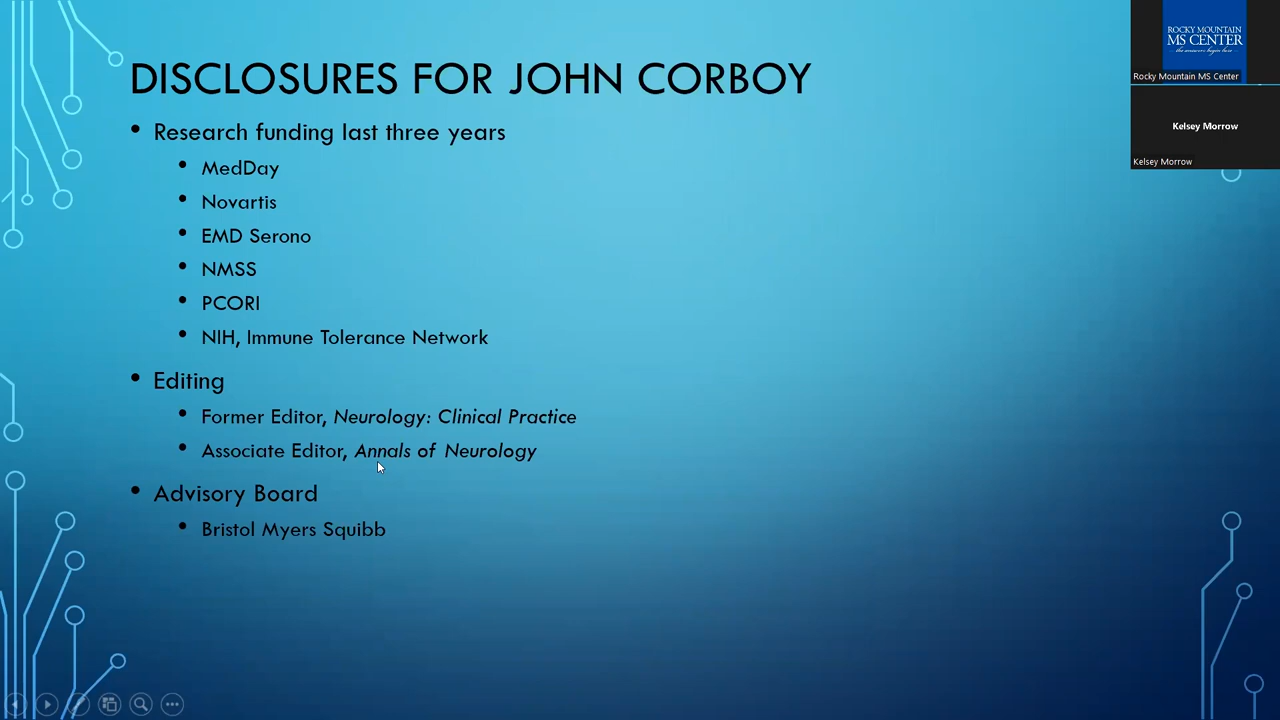 DISCLOSURES FOR JOHN CORBOY
Research funding last three years
MedDay
Novartis
EMD Serono
NMSS
PCORI
NIH, Immune Tolerance Network
Editing
Former Editor, Neurology: Clinical Practice
Associate Editor, Annals of Neurology
Advisory Board
Bristol Myers Squibb
ROCKY MOUNTAIN
MS CENTER
Rocky Mountain MS Center
Kelsey Morrow
Kelsey Morrow